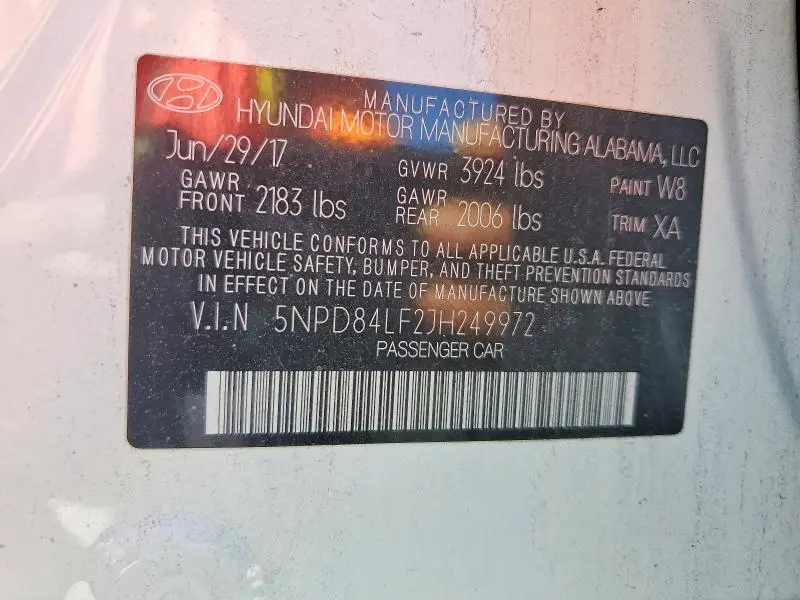 MANUFACTURED BY
HYUNDAI MOTOR MANUFACTURING ALABAMA, LLC
Jun/29/17 GVWR 3924 lbs PAINT W8
GAWR FRONT 2183 lbs GAWR REAR 2006 lbs TRIM XA
THIS VEHICLE CONFORMS TO ALL APPLICABLE U.S.A. FEDERAL
MOTOR VEHICLE SAFETY, BUMPER, AND THEFT PREVENTION STANDARDS
IN EFFECT ON THE DATE OF MANUFACTURE SHOWN ABOVE
V.I.N 5NPD84LF2JH249972
PASSENGER CAR